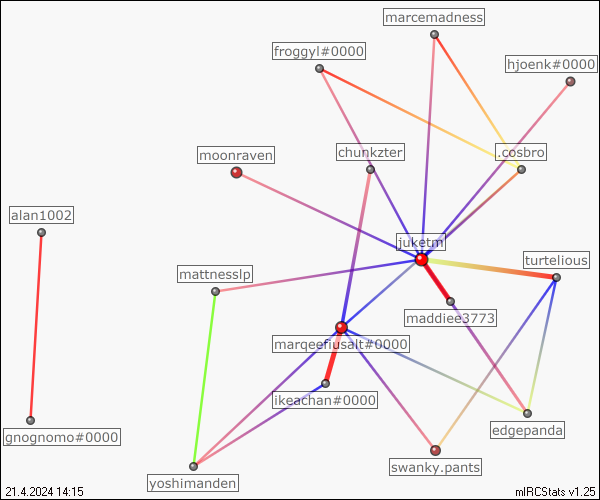 marcemadness
froggyl#0000
hjoenk#0000
chunkzter
.cosbro
moonraven
alan1002
juketm
turtelious
mattnesslp
maddiee3773
marqeefiusalt#0000
ikeachan#0000
edgepanda
gnognomo#0000
swanky.pants
yoshimanden
21.4.2024 14:15
mIRCStats v1.25